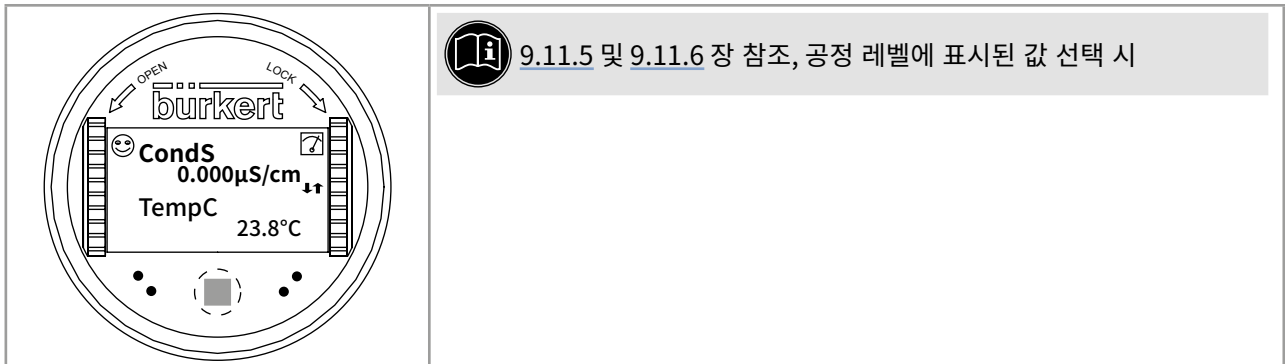 OPEN
LOCK
burkert
CondS
0.000µS/cm
TempC
23.8°C
9.11.5 및 9.11.6 장 참조, 공정 레벨에 표시된 값 선택 시